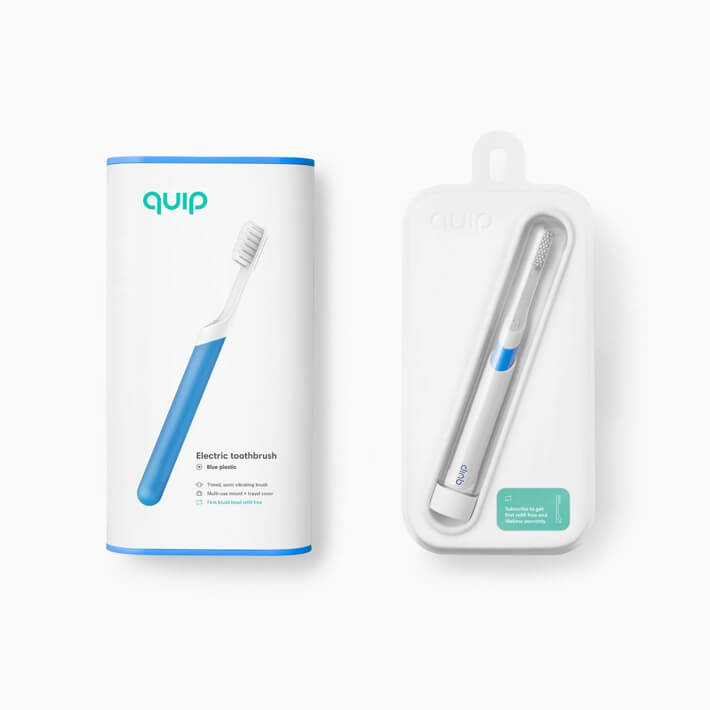 quip
Electric toothbrush
Blue plastic
Timed, sonic vibrating brush
Multi-use mount + travel cover
First brush head refill free
quip
quip
Subscribe to get
first refill free and
lifetime warranty